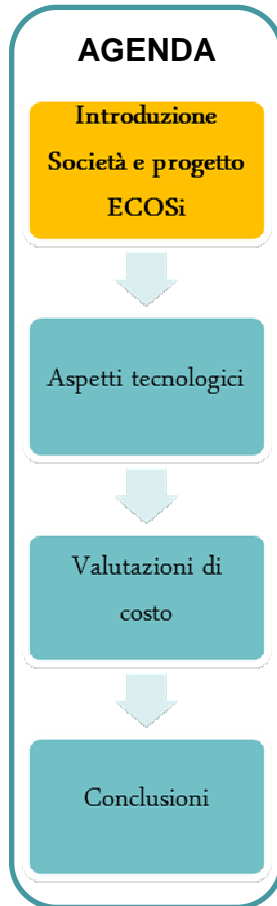 AGENDA
Introduzione
Società e progetto
ECOSi
Aspetti tecnologici
Valutazioni di
costo
Conclusioni